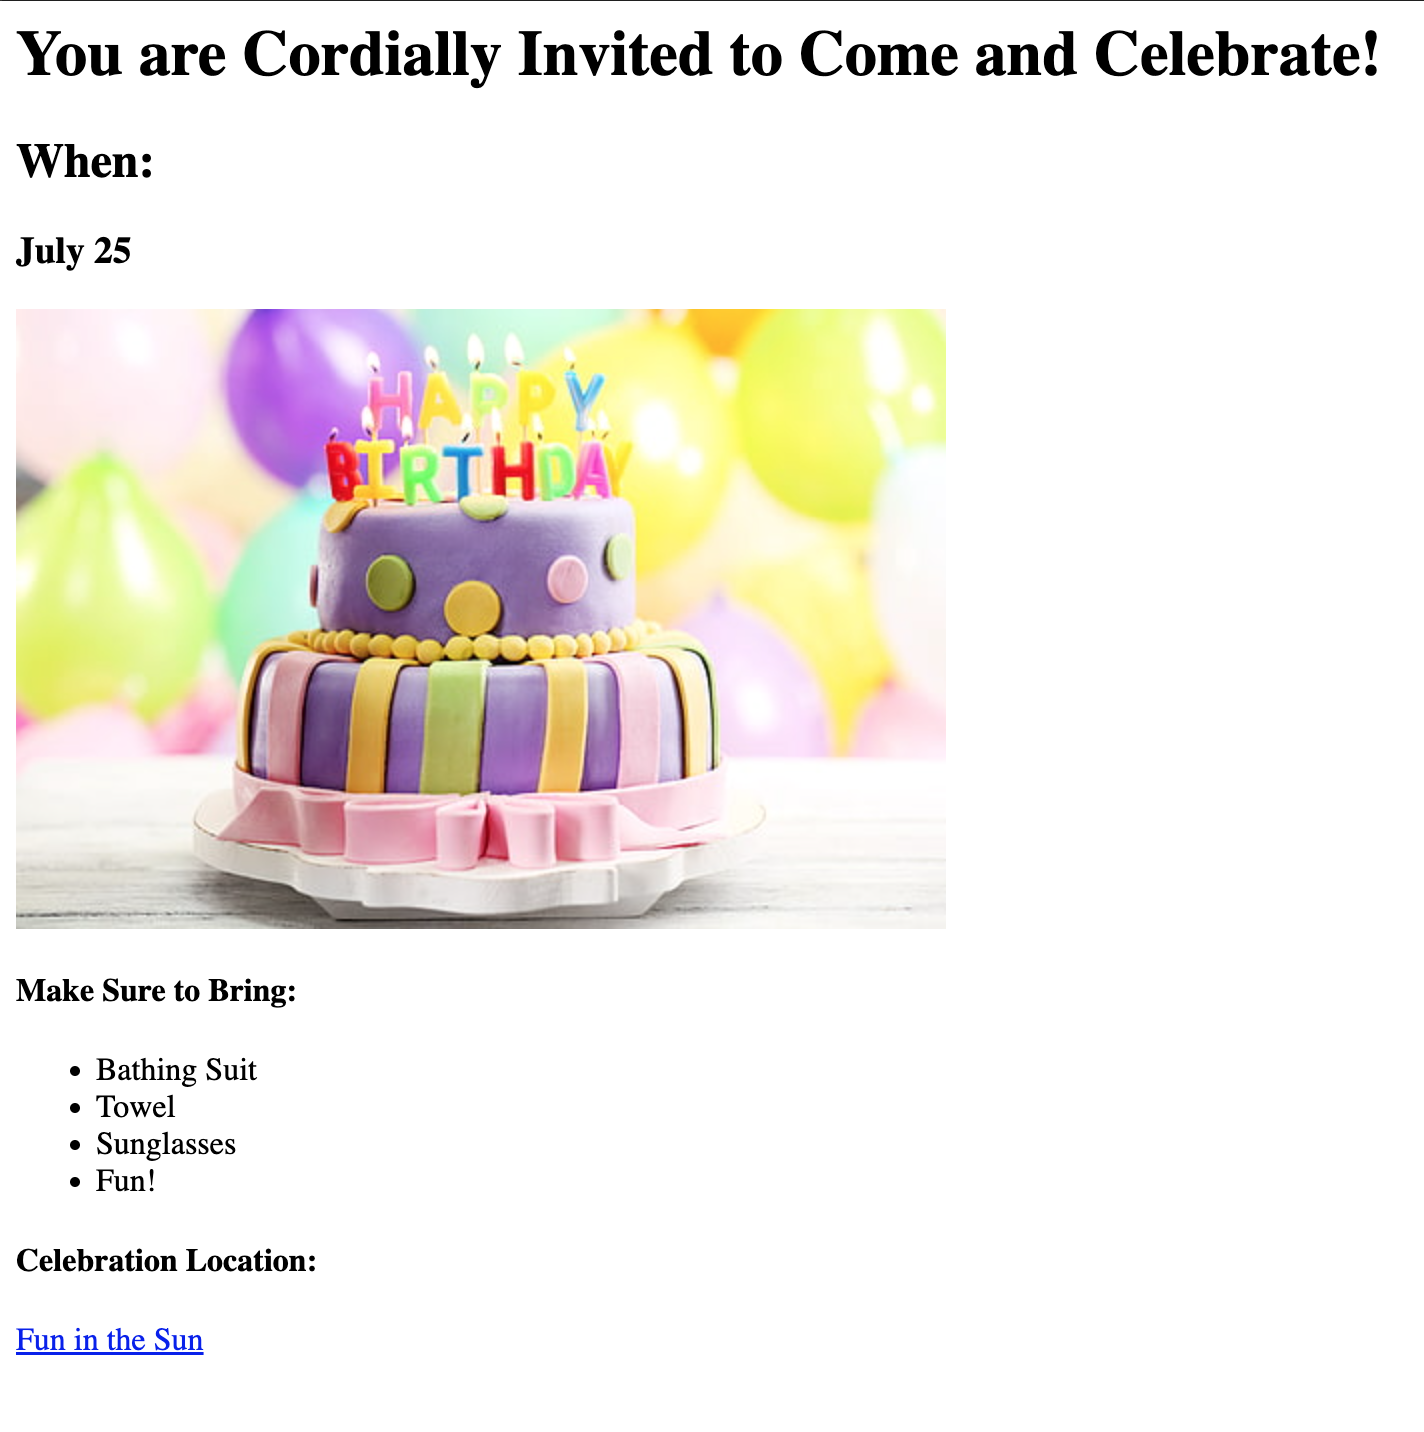 You are Cordially Invited to Come and Celebrate!
When:
July 25
HAPPY
BIRTHDAY
Make Sure to Bring:
Bathing Suit
Towel
Sunglasses
Fun!
Celebration Location:
Fun in the Sun